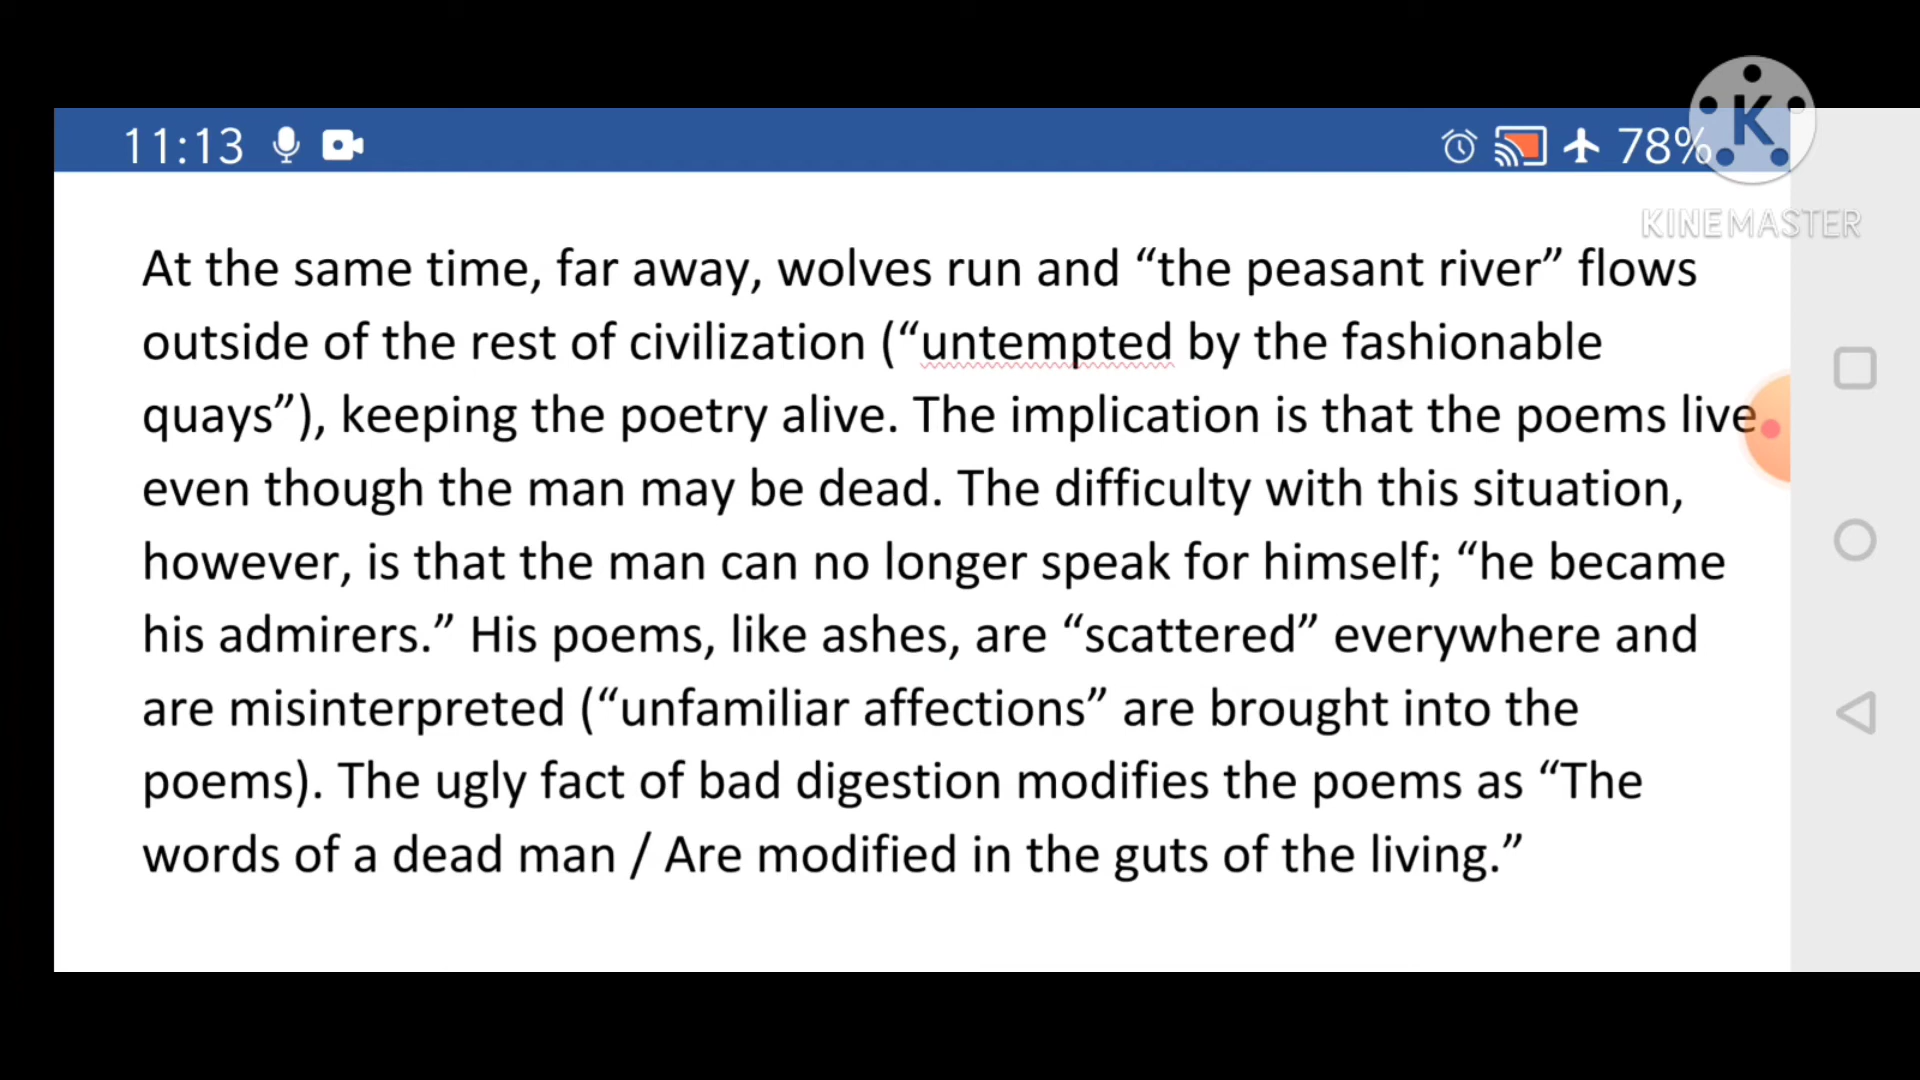 11:13
78%
K
KINEMASTER
At the same time, far away, wolves run and “the peasant river” flows
outside of the rest of civilization (“untempted by the fashionable
quays”), keeping the poetry alive. The implication is that the poems live
even though the man may be dead. The difficulty with this situation,
however, is that the man can no longer speak for himself; “he became
his admirers.” His poems, like ashes, are “scattered” everywhere and
are misinterpreted (“unfamiliar affections” are brought into the
poems). The ugly fact of bad digestion modifies the poems as “The
words of a dead man / Are modified in the guts of the living.”